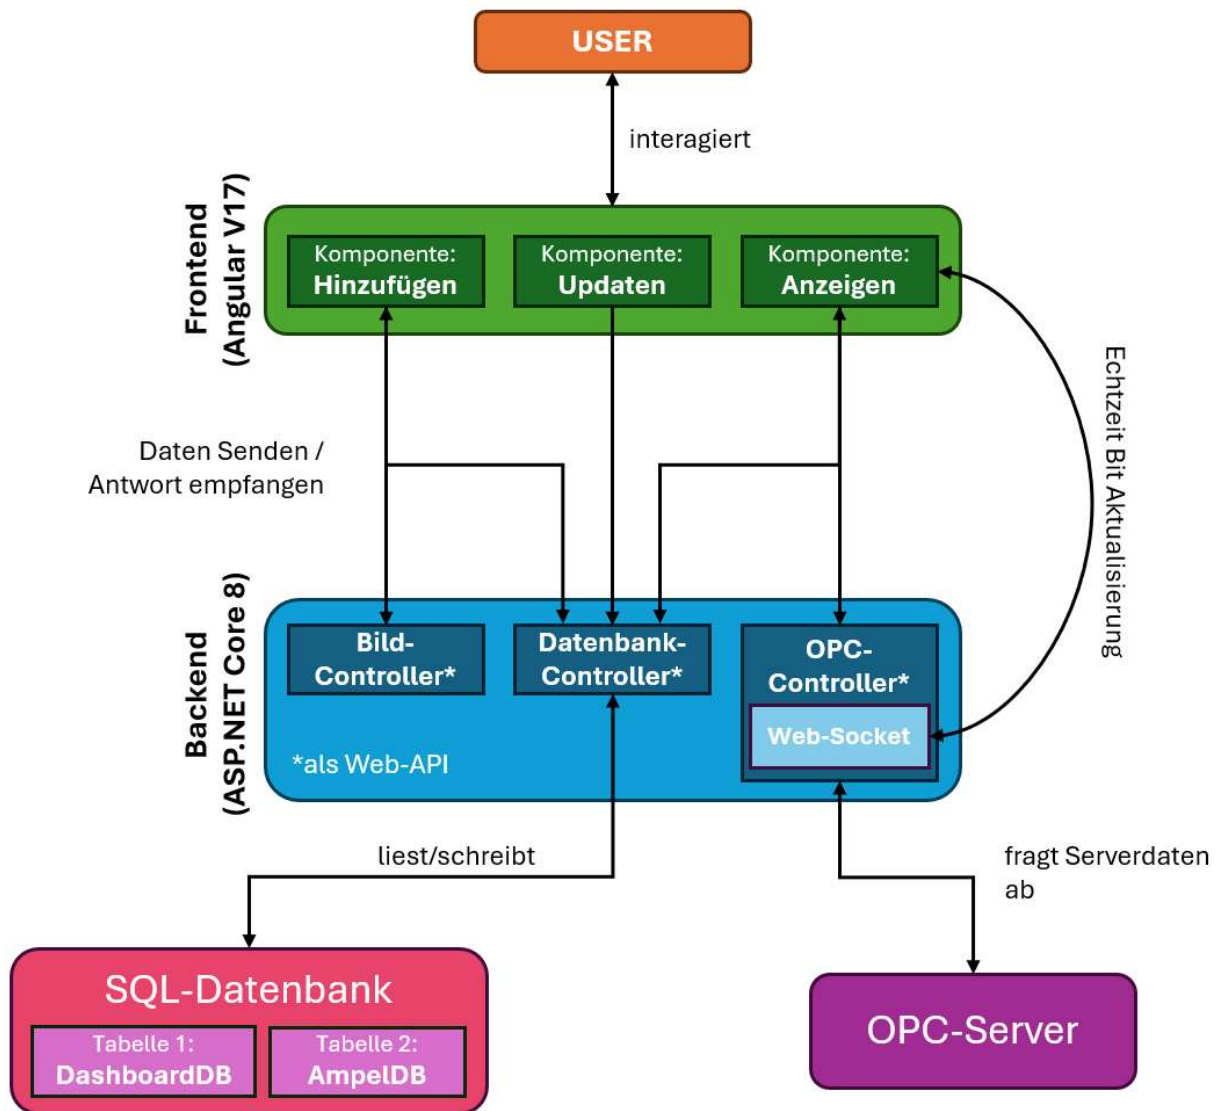 USER
interagiert
Frontend
(Angular V17)
Komponente:
Hinzufügen
Komponente:
Updaten
Komponente:
Anzeigen
Echtzeit Bit Aktualisierung
Daten Senden /
Antwort empfangen
Backend
(ASP.NET Core 8)
Bild-
Controller*
Datenbank-
Controller*
OPC-
Controller*
Web-Socket
*als Web-API
liest/schreibt
fragt Serverdaten
ab
SQL-Datenbank
Tabelle 1:
DashboardDB
Tabelle 2:
AmpelDB
OPC-Server